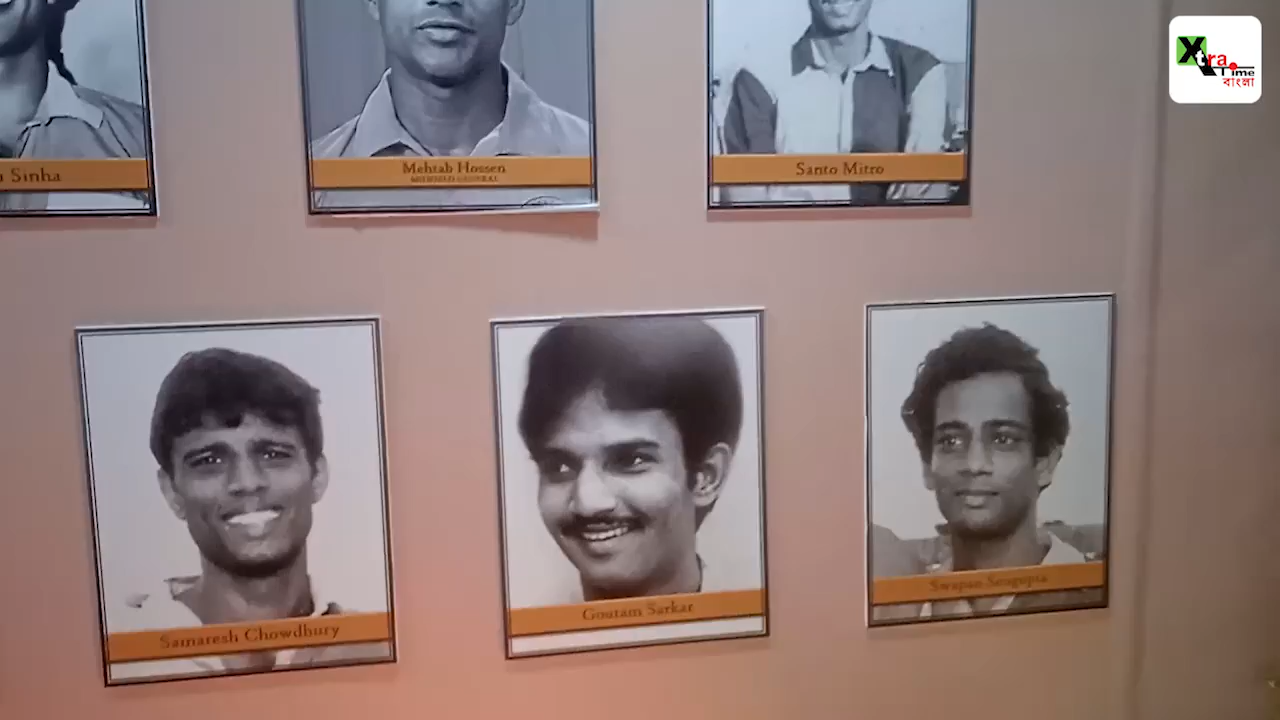 Xtra
Time
বাংলা
Sinha
Mehtab Hossen
Santo Mitro
Samaresh Chowdhury
Goutam Sarkar
Swapan Sengupta